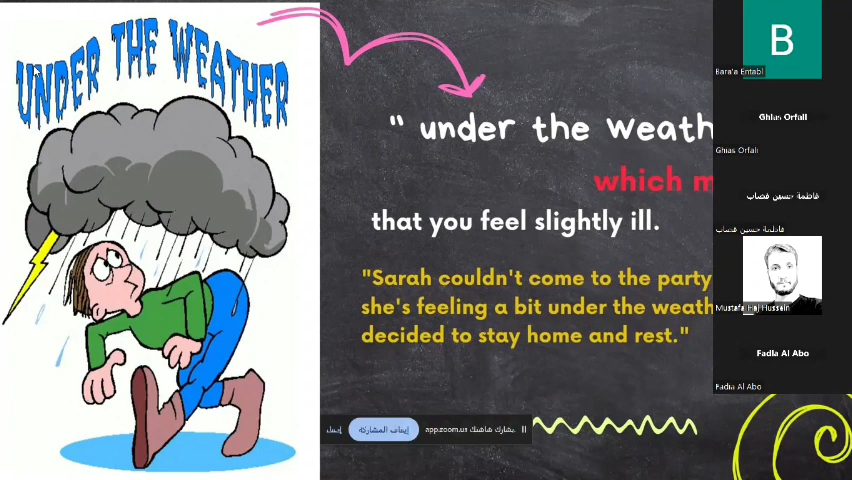 UNDER THE WEATHER
" under the weath
which m
that you feel slightly ill.
"Sarah couldn't come to the party
she's feeling a bit under the weath
decided to stay home and rest."
B
Bara'a Entabl
Ghias Orfali
Ghias Orfali
فاطمة حسين قصاب
فاطمة حسين قصاب
Mustafa Haj Hussein
Fadia Al Abo
Fadia Al Abo
يشارك شاشتك app.zoom.us
إيقاف المشاركة